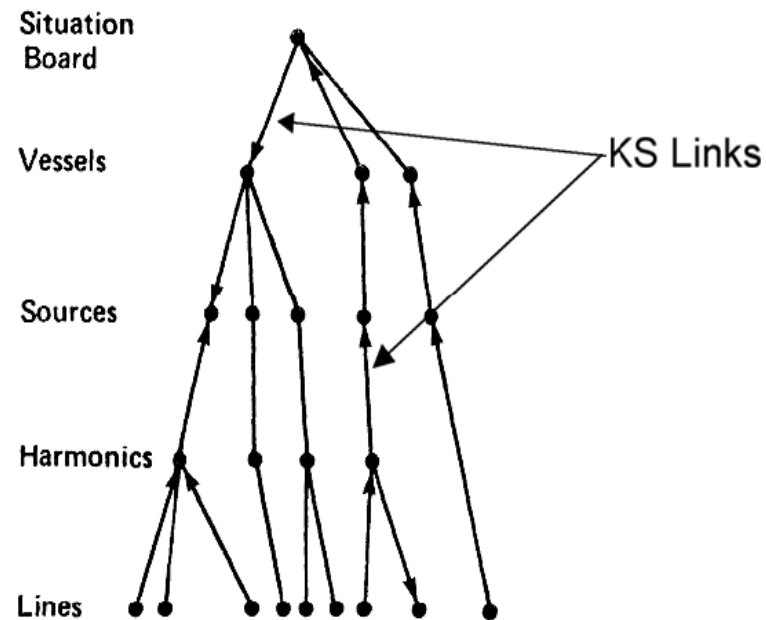 Situation
Board
Vessels
KS Links
Sources
Harmonics
Lines